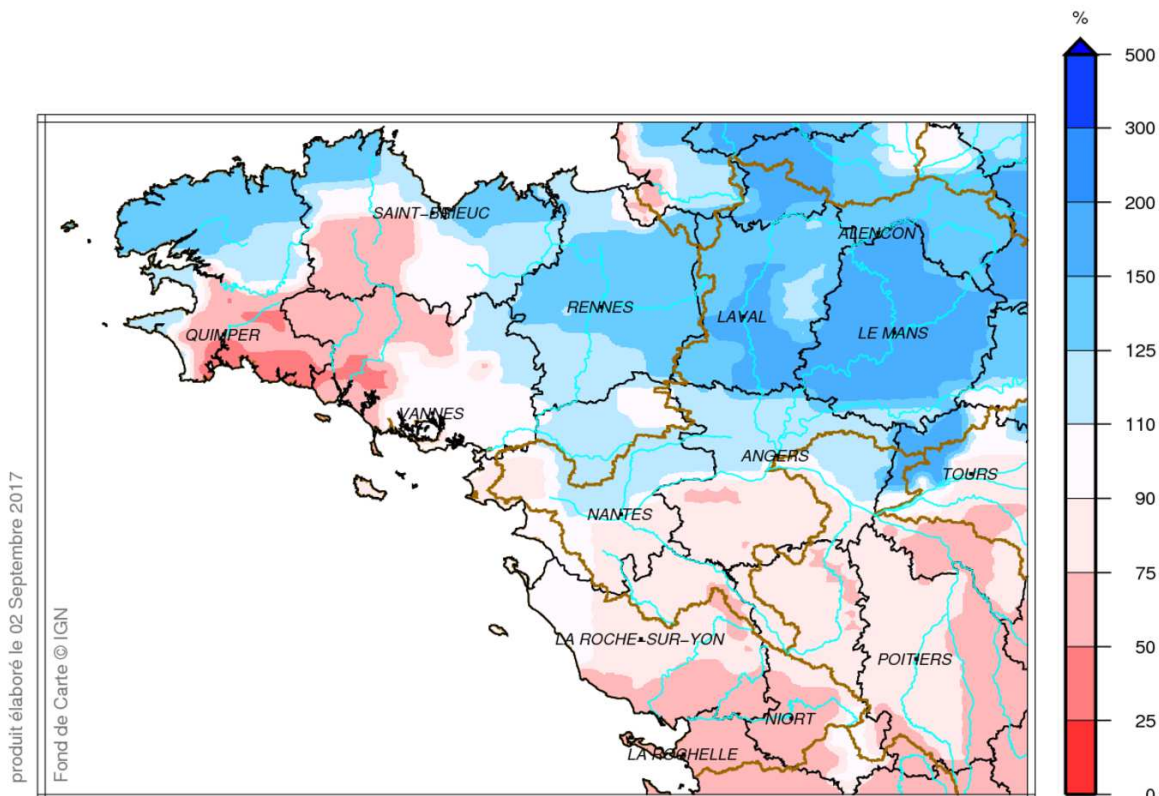 %
500
300
200
150
125
110
90
75
50
25
0
SAINT-BRIEUC
ALENCON
RENNES
LAVAL
LE MANS
QUIMPER
VANNES
ANGERS
TOURS
NANTES
LA ROCHE-SUR-YON
POITIERS
NIORT
LA ROCHELLE
produit élaboré le 02 Septembre 2017
Fond de Carte © IGN